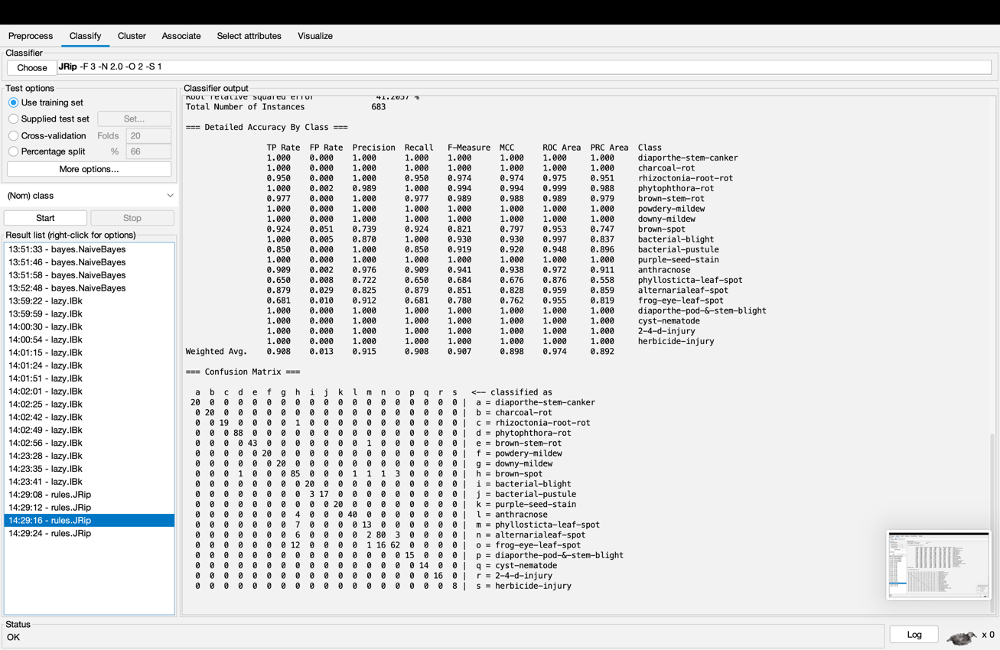 Preprocess Classify Cluster Associate Select attributes Visualize
Classifier
Choose JRip -F 3 -N 2.0 -O 2 -S 1
Test options
Use training set
Supplied test set Set...
Cross-validation Folds 20
Percentage split % 66
More options...
(Nom) class
Start Stop
Result list (right-click for options)
13:51:33 - bayes.NaiveBayes
13:51:46 - bayes.NaiveBayes
13:51:58 - bayes.NaiveBayes
13:52:48 - bayes.NaiveBayes
13:59:22 - lazy.IBk
13:59:59 - lazy.IBk
14:00:30 - lazy.IBk
14:00:54 - lazy.IBk
14:01:15 - lazy.IBk
14:01:24 - lazy.IBk
14:01:51 - lazy.IBk
14:02:01 - lazy.IBk
14:02:25 - lazy.IBk
14:02:42 - lazy.IBk
14:02:49 - lazy.IBk
14:02:56 - lazy.IBk
14:23:28 - lazy.IBk
14:23:35 - lazy.IBk
14:23:41 - lazy.IBk
14:29:08 - rules.JRip
14:29:12 - rules.JRip
14:29:16 - rules.JRip
14:29:24 - rules.JRip
Classifier output
Root relative squared error 41.2057 %
Total Number of Instances 683
=== Detailed Accuracy By Class ===
TP Rate FP Rate Precision Recall F-Measure MCC ROC Area PRC Area Class
1.000 0.000 1.000 1.000 1.000 1.000 1.000 1.000 diaporthe-stem-canker
1.000 0.000 1.000 1.000 1.000 1.000 1.000 1.000 charcoal-rot
0.950 0.000 1.000 0.950 0.974 0.974 0.975 0.951 rhizoctonia-root-rot
1.000 0.002 0.989 1.000 0.994 0.994 0.999 0.988 phytophthora-rot
0.977 0.000 1.000 0.977 0.989 0.988 0.989 0.979 brown-stem-rot
1.000 0.000 1.000 1.000 1.000 1.000 1.000 1.000 powdery-mildew
1.000 0.000 1.000 1.000 1.000 1.000 1.000 1.000 downy-mildew
0.924 0.051 0.739 0.924 0.821 0.797 0.953 0.747 brown-spot
1.000 0.005 0.870 1.000 0.930 0.930 0.997 0.837 bacterial-blight
0.850 0.000 1.000 0.850 0.919 0.920 0.948 0.896 bacterial-pustule
1.000 0.000 1.000 1.000 1.000 1.000 1.000 1.000 purple-seed-stain
0.909 0.002 0.976 0.909 0.941 0.938 0.972 0.911 anthracnose
0.650 0.008 0.722 0.650 0.684 0.676 0.876 0.558 phyllosticta-leaf-spot
0.879 0.029 0.825 0.879 0.851 0.828 0.959 0.859 alternarialeaf-spot
0.681 0.010 0.912 0.681 0.780 0.762 0.955 0.819 frog-eye-leaf-spot
1.000 0.000 1.000 1.000 1.000 1.000 1.000 1.000 diaporthe-pod-&-stem-blight
1.000 0.000 1.000 1.000 1.000 1.000 1.000 1.000 cyst-nematode
1.000 0.000 1.000 1.000 1.000 1.000 1.000 1.000 2-4-d-injury
1.000 0.000 1.000 1.000 1.000 1.000 1.000 1.000 herbicide-injury
Weighted Avg. 0.908 0.013 0.915 0.908 0.907 0.898 0.974 0.892
=== Confusion Matrix ===
a b c d e f g h i j k l m n o p q r s <-- classified as
20 0 0 0 0 0 0 0 0 0 0 0 0 0 0 0 0 0 0 | a = diaporthe-stem-canker
0 20 0 0 0 0 0 0 0 0 0 0 0 0 0 0 0 0 0 | b = charcoal-rot
0 0 19 0 0 0 0 1 0 0 0 0 0 0 0 0 0 0 0 | c = rhizoctonia-root-rot
0 0 0 88 0 0 0 0 0 0 0 0 0 0 0 0 0 0 0 | d = phytophthora-rot
0 0 0 0 43 0 0 0 0 0 0 0 1 0 0 0 0 0 0 | e = brown-stem-rot
0 0 0 0 0 20 0 0 0 0 0 0 0 0 0 0 0 0 0 | f = powdery-mildew
0 0 0 0 0 0 20 0 0 0 0 0 0 0 0 0 0 0 0 | g = downy-mildew
0 0 0 1 0 0 0 85 0 0 0 1 1 1 3 0 0 0 0 | h = brown-spot
0 0 0 0 0 0 0 0 20 0 0 0 0 0 0 0 0 0 0 | i = bacterial-blight
0 0 0 0 0 0 0 0 3 17 0 0 0 0 0 0 0 0 0 | j = bacterial-pustule
0 0 0 0 0 0 0 0 0 0 20 0 0 0 0 0 0 0 0 | k = purple-seed-stain
0 0 0 0 0 0 0 4 0 0 0 40 0 0 0 0 0 0 0 | l = anthracnose
0 0 0 0 0 0 0 7 0 0 0 0 13 0 0 0 0 0 0 | m = phyllosticta-leaf-spot
0 0 0 0 0 0 0 6 0 0 0 0 2 80 3 0 0 0 0 | n = alternarialeaf-spot
0 0 0 0 0 0 0 12 0 0 0 0 1 16 62 0 0 0 0 | o = frog-eye-leaf-spot
0 0 0 0 0 0 0 0 0 0 0 0 0 0 0 15 0 0 0 | p = diaporthe-pod-&-stem-blight
0 0 0 0 0 0 0 0 0 0 0 0 0 0 0 0 14 0 0 | q = cyst-nematode
0 0 0 0 0 0 0 0 0 0 0 0 0 0 0 0 0 16 0 | r = 2-4-d-injury
0 0 0 0 0 0 0 0 0 0 0 0 0 0 0 0 0 0 8 | s = herbicide-injury
Status
OK
Log x 0